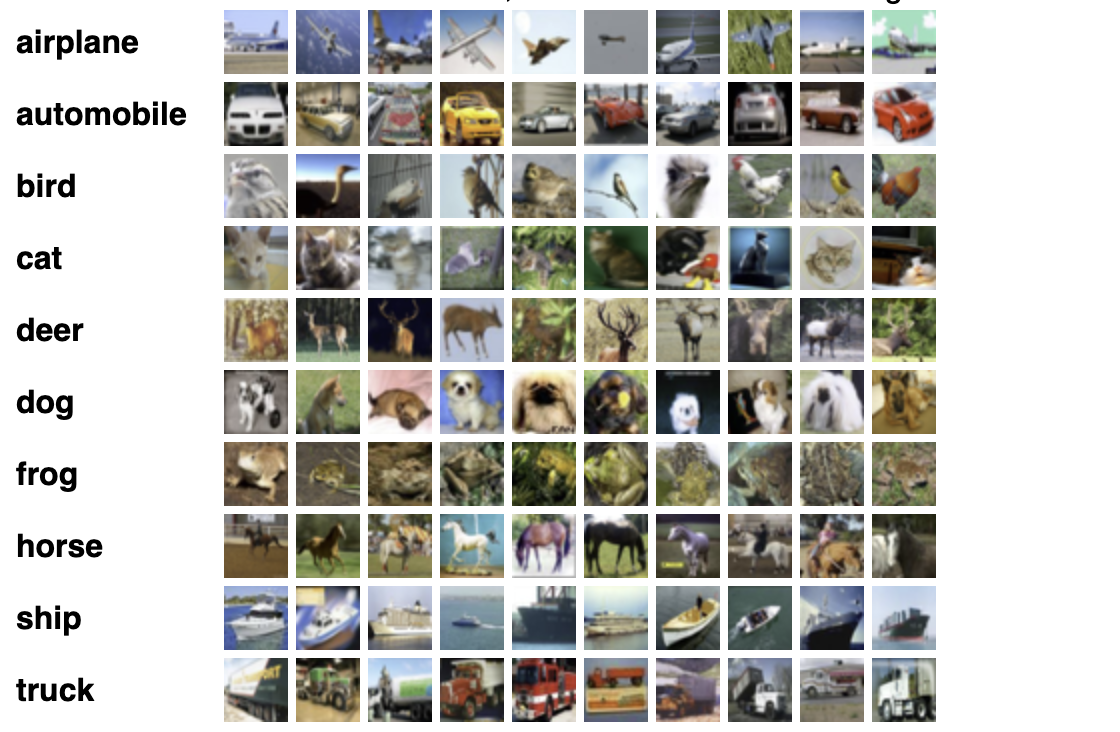 airplane
automobile
bird
cat
deer
dog
frog
horse
ship
truck